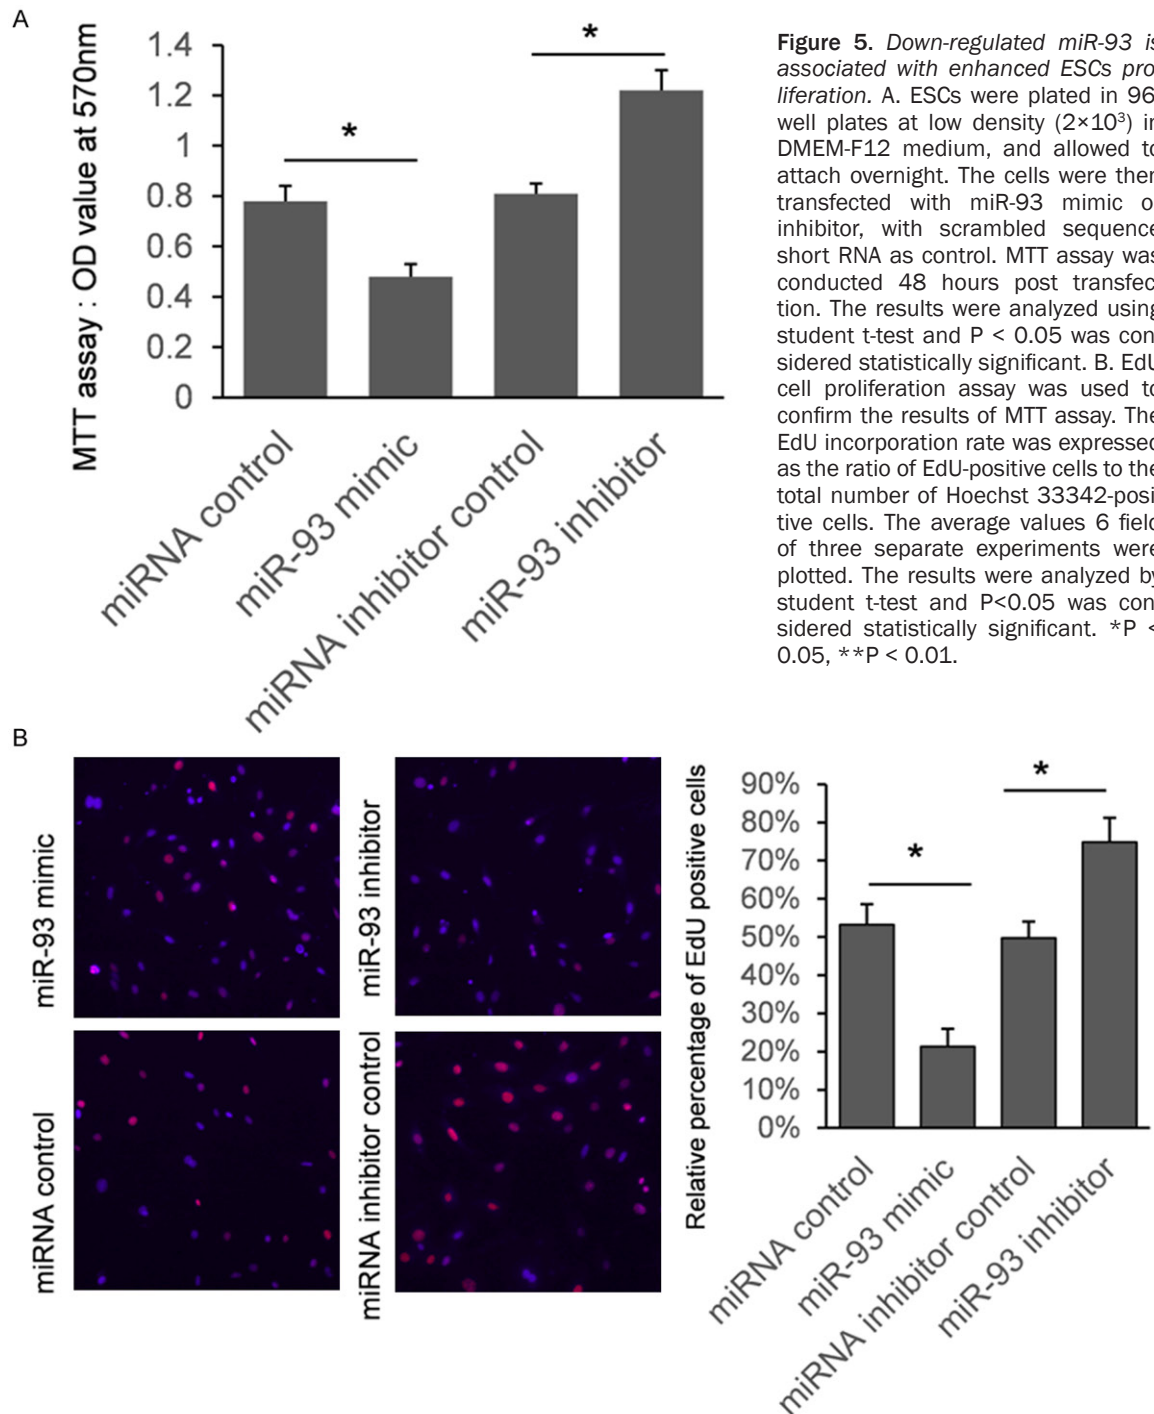 A
MTT assay : OD value at 570nm
1.4
1.2
1
0.8
0.6
0.4
0.2
0
*
*
miRNA control
miR-93 mimic
miRNA inhibitor control
miR-93 inhibitor
Figure 5. Down-regulated miR-93 is
associated with enhanced ESCs pro
liferation. A. ESCs were plated in 96
well plates at low density (2×10³) in
DMEM-F12 medium, and allowed to
attach overnight. The cells were then
transfected with miR-93 mimic o
inhibitor, with scrambled sequence
short RNA as control. MTT assay was
conducted 48 hours post transfec
tion. The results were analyzed using
student t-test and P < 0.05 was con
sidered statistically significant. B. EdU
cell proliferation assay was used to
confirm the results of MTT assay. The
EdU incorporation rate was expressed
as the ratio of EdU-positive cells to the
total number of Hoechst 33342-posi
tive cells. The average values 6 field
of three separate experiments were
plotted. The results were analyzed by
student t-test and P<0.05 was con
sidered statistically significant. *P <
0.05, **P < 0.01.
B
miR-93 mimic
miR-93 inhibitor
miRNA control
miRNA inhibitor control
Relative percentage of EdU positive cells
90%
80%
70%
60%
50%
40%
30%
20%
10%
0%
*
*
miRNA control
miR-93 mimic
miRNA inhibitor control
miR-93 inhibitor